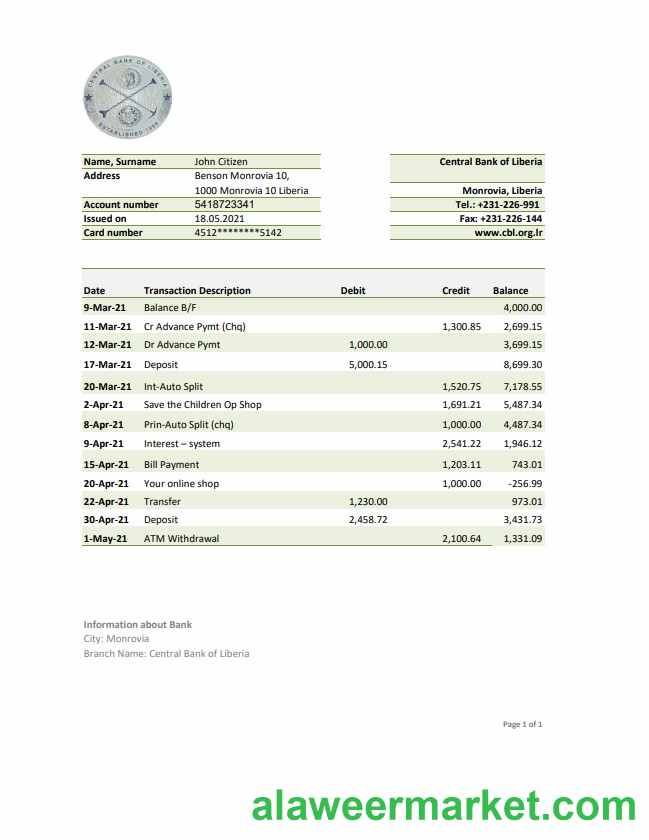 CENTRAL BANK OF LIBERIA
ESTABLISHED 1999
Name, Surname John Citizen
Address Benson Monrovia 10,
1000 Monrovia 10 Liberia
Account number 5418723341
Issued on 18.05.2021
Card number 4512********5142
Central Bank of Liberia
Monrovia, Liberia
Tel.: +231-226-991
Fax: +231-226-144
www.cbl.org.lr
Date Transaction Description Debit Credit Balance
9-Mar-21 Balance B/F 4,000.00
11-Mar-21 Cr Advance Pymt (Chq) 1,300.85 2,699.15
12-Mar-21 Dr Advance Pymt 1,000.00 3,699.15
17-Mar-21 Deposit 5,000.15 8,699.30
20-Mar-21 Int-Auto Split 1,520.75 7,178.55
2-Apr-21 Save the Children Op Shop 1,691.21 5,487.34
8-Apr-21 Prin-Auto Split (chq) 1,000.00 4,487.34
9-Apr-21 Interest – system 2,541.22 1,946.12
15-Apr-21 Bill Payment 1,203.11 743.01
20-Apr-21 Your online shop 1,000.00 -256.99
22-Apr-21 Transfer 1,230.00 973.01
30-Apr-21 Deposit 2,458.72 3,431.73
1-May-21 ATM Withdrawal 2,100.64 1,331.09
Information about Bank
City: Monrovia
Branch Name: Central Bank of Liberia
Page 1 of 1
alaweermarket.com